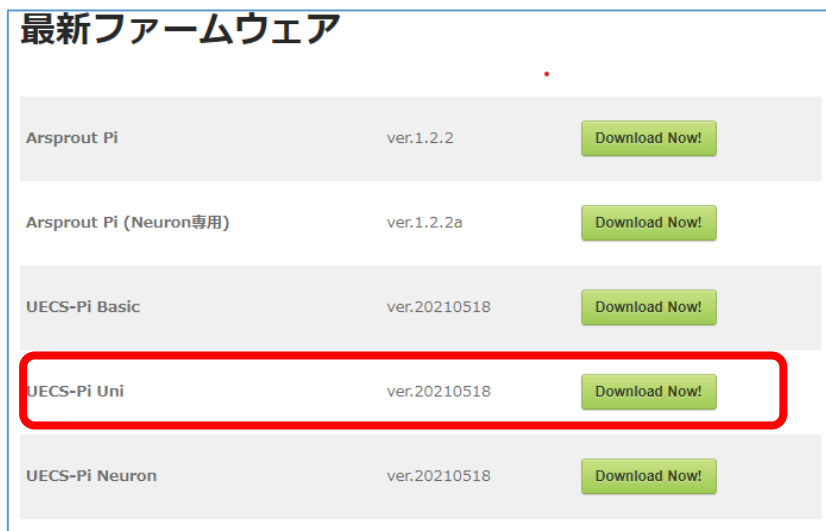 最新ファームウェア
Arsprout Pi ver.1.2.2 Download Now!
Arsprout Pi (Neuron専用) ver.1.2.2a Download Now!
UECS-Pi Basic ver.20210518 Download Now!
UECS-Pi Uni ver.20210518 Download Now!
UECS-Pi Neuron ver.20210518 Download Now!